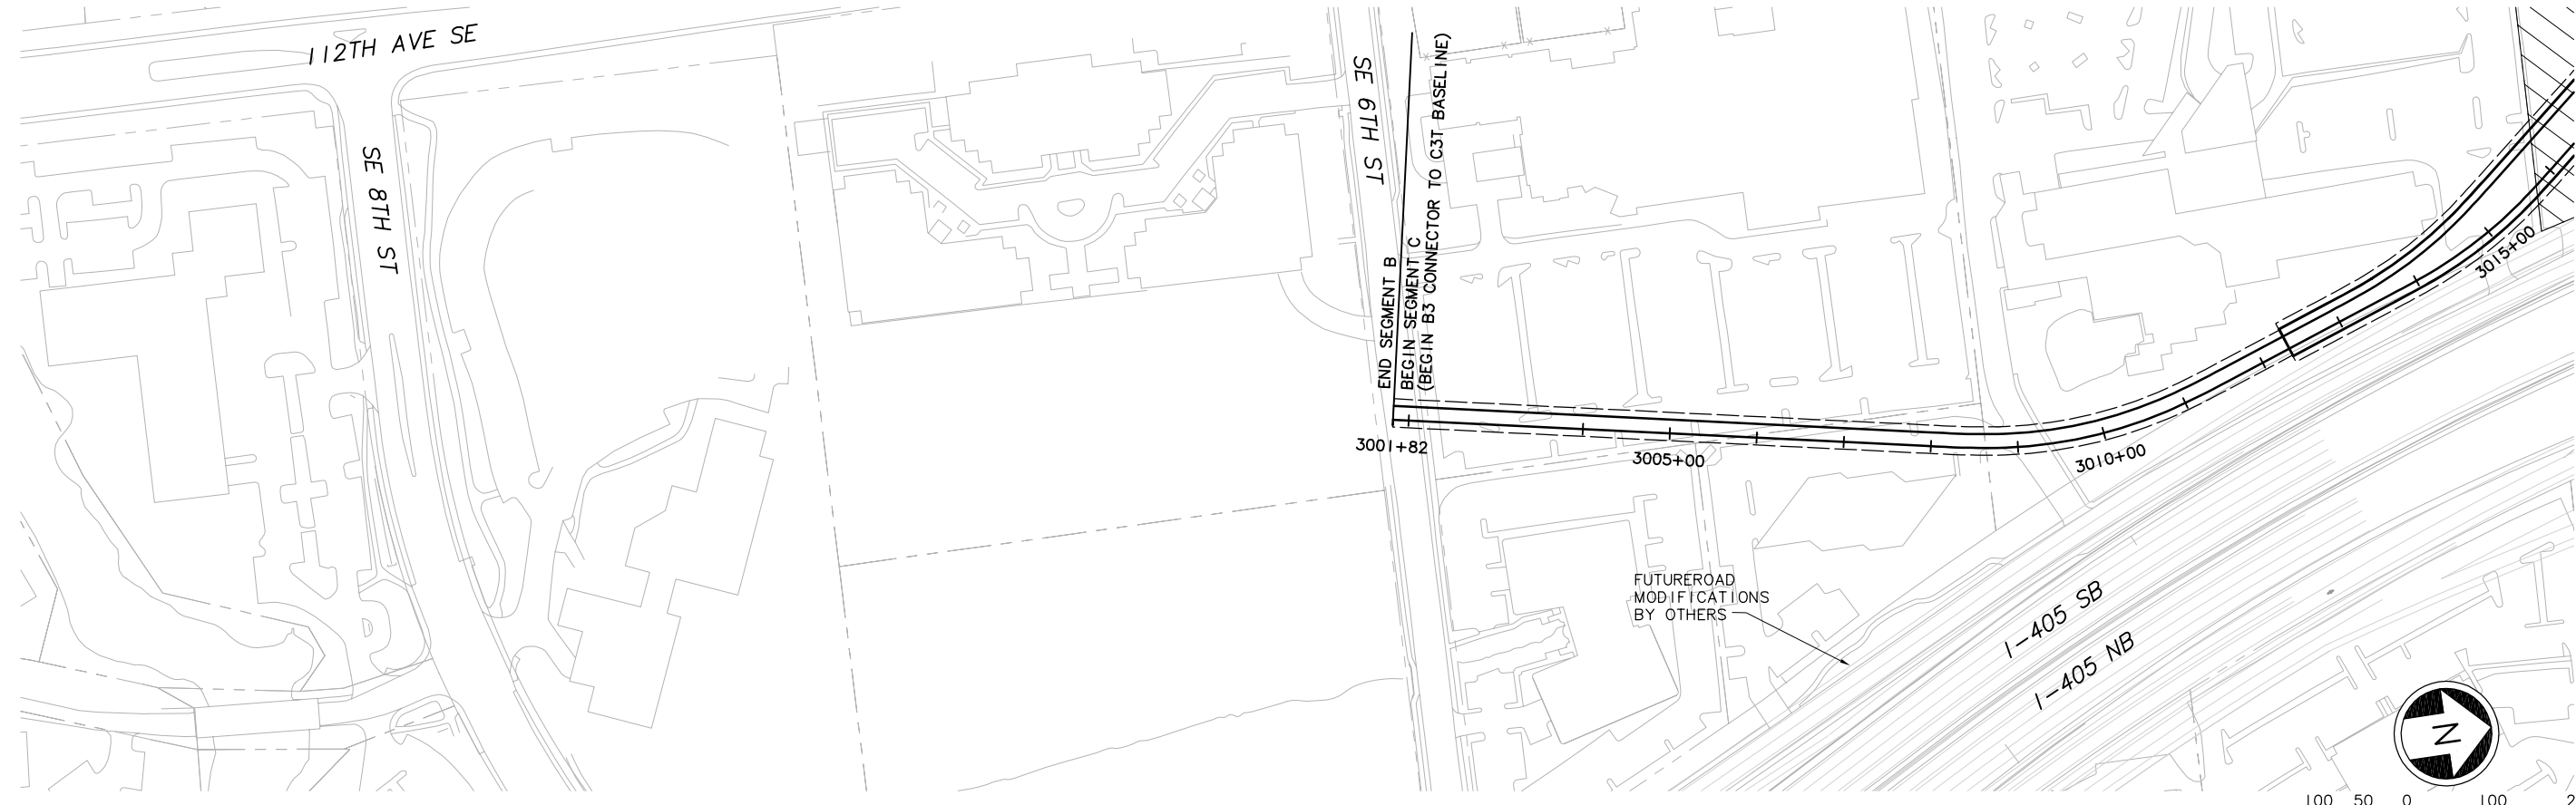 112TH AVE SE
SE 8TH ST
SE 6TH ST
END SEGMENT B
BEGIN SEGMENT C
(BEGIN B3 CONNECTOR TO C3T BASELINE)
3001+82
3005+00
3010+00
3015+00
FUTUREROAD
MODIFICATIONS
BY OTHERS
I-405 SB
I-405 NB
N
100 50 0 100